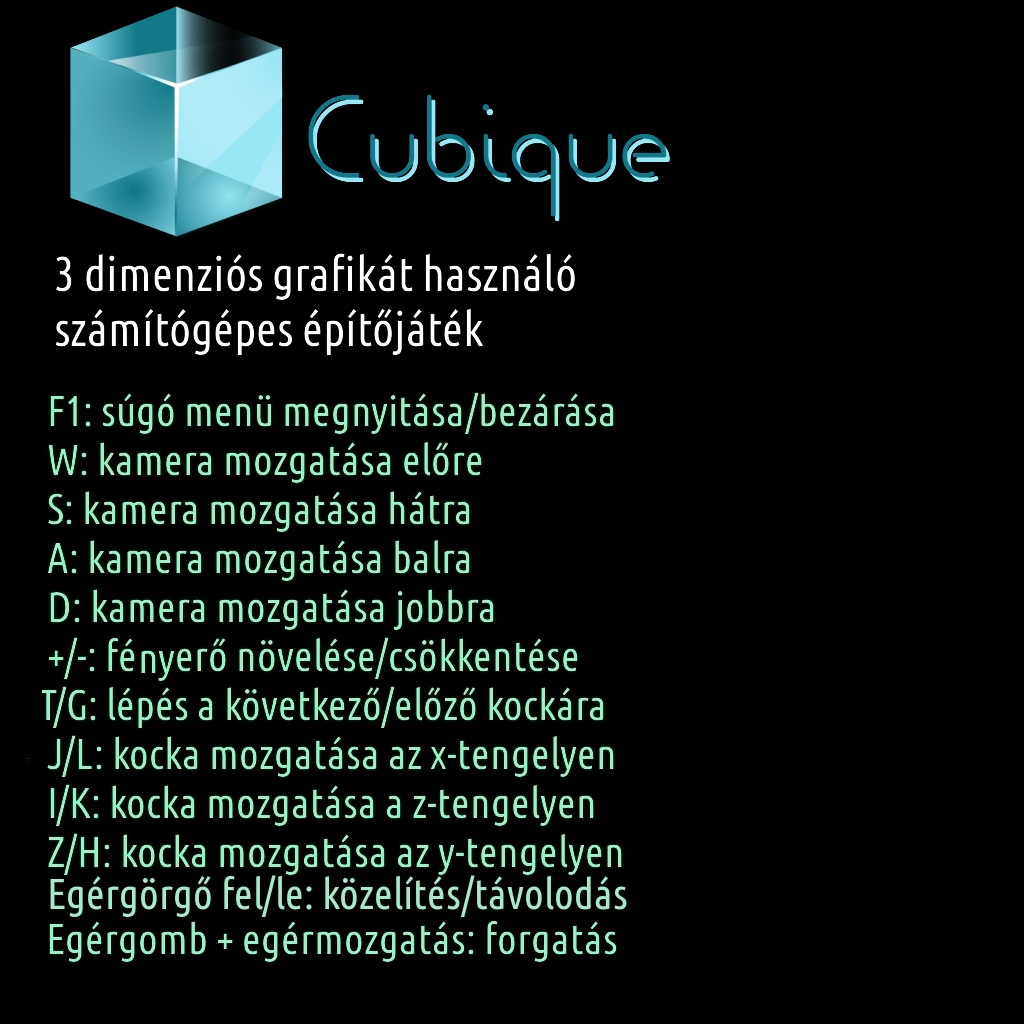 Cubique
3 dimenziós grafikát használó
számítógépes építőjáték
F1: súgó menü megnyitása/bezárása
W: kamera mozgatása előre
S: kamera mozgatása hátra
A: kamera mozgatása balra
D: kamera mozgatása jobbra
+/-: fényerő növelése/csökkentése
T/G: lépés a következő/előző kockára
J/L: kocka mozgatása az x-tengelyen
I/K: kocka mozgatása a z-tengelyen
Z/H: kocka mozgatása az y-tengelyen
Egérgörgő fel/le: közelítés/távolodás
Egérgomb + egérmozgatás: forgatás